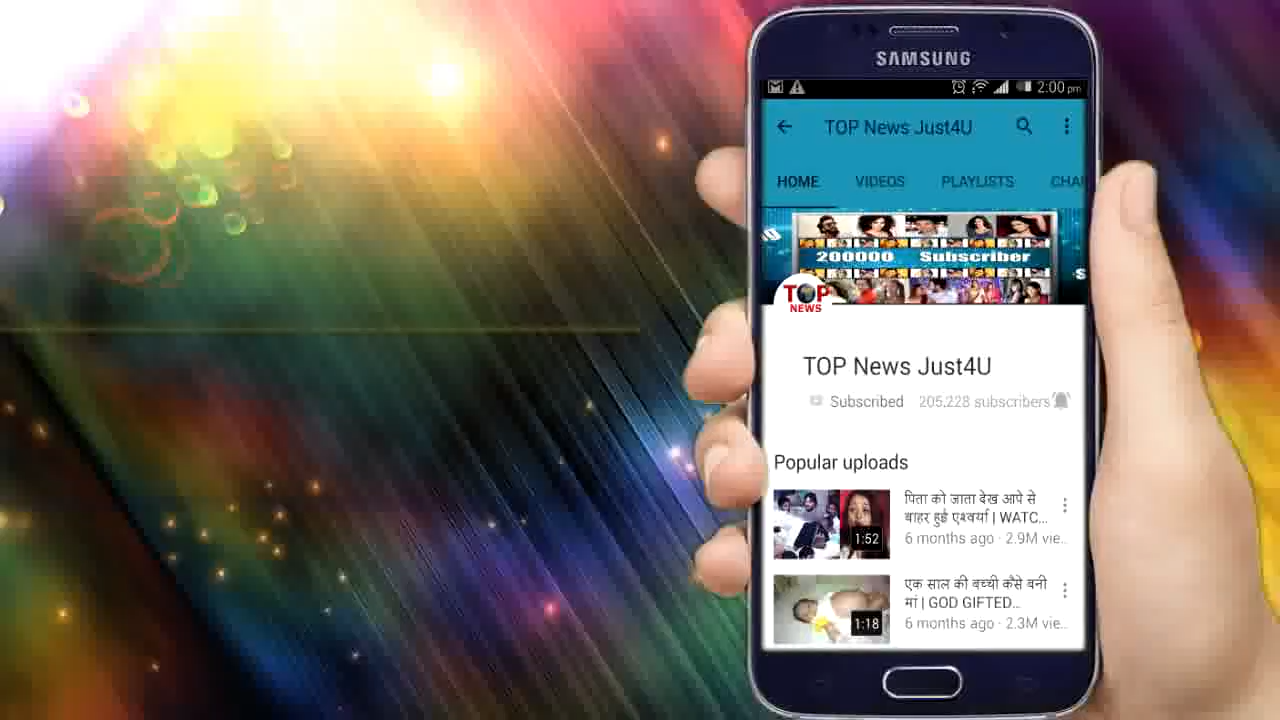 SAMSUNG
2:00 pm
TOP News Just4U
HOME VIDEOS PLAYLISTS CHA
200000 Subscriber
TOP
NEWS
TOP News Just4U
Subscribed 205,228 subscribers
Popular uploads
पिता को जाता देख आपे से
बाहर हुई एश्वर्या | WATC...
6 months ago · 2.9M vie..
1:52
एक साल की बच्ची कैसे बनी
मां | GOD GIFTED...
6 months ago · 2.3M vie..
1:18